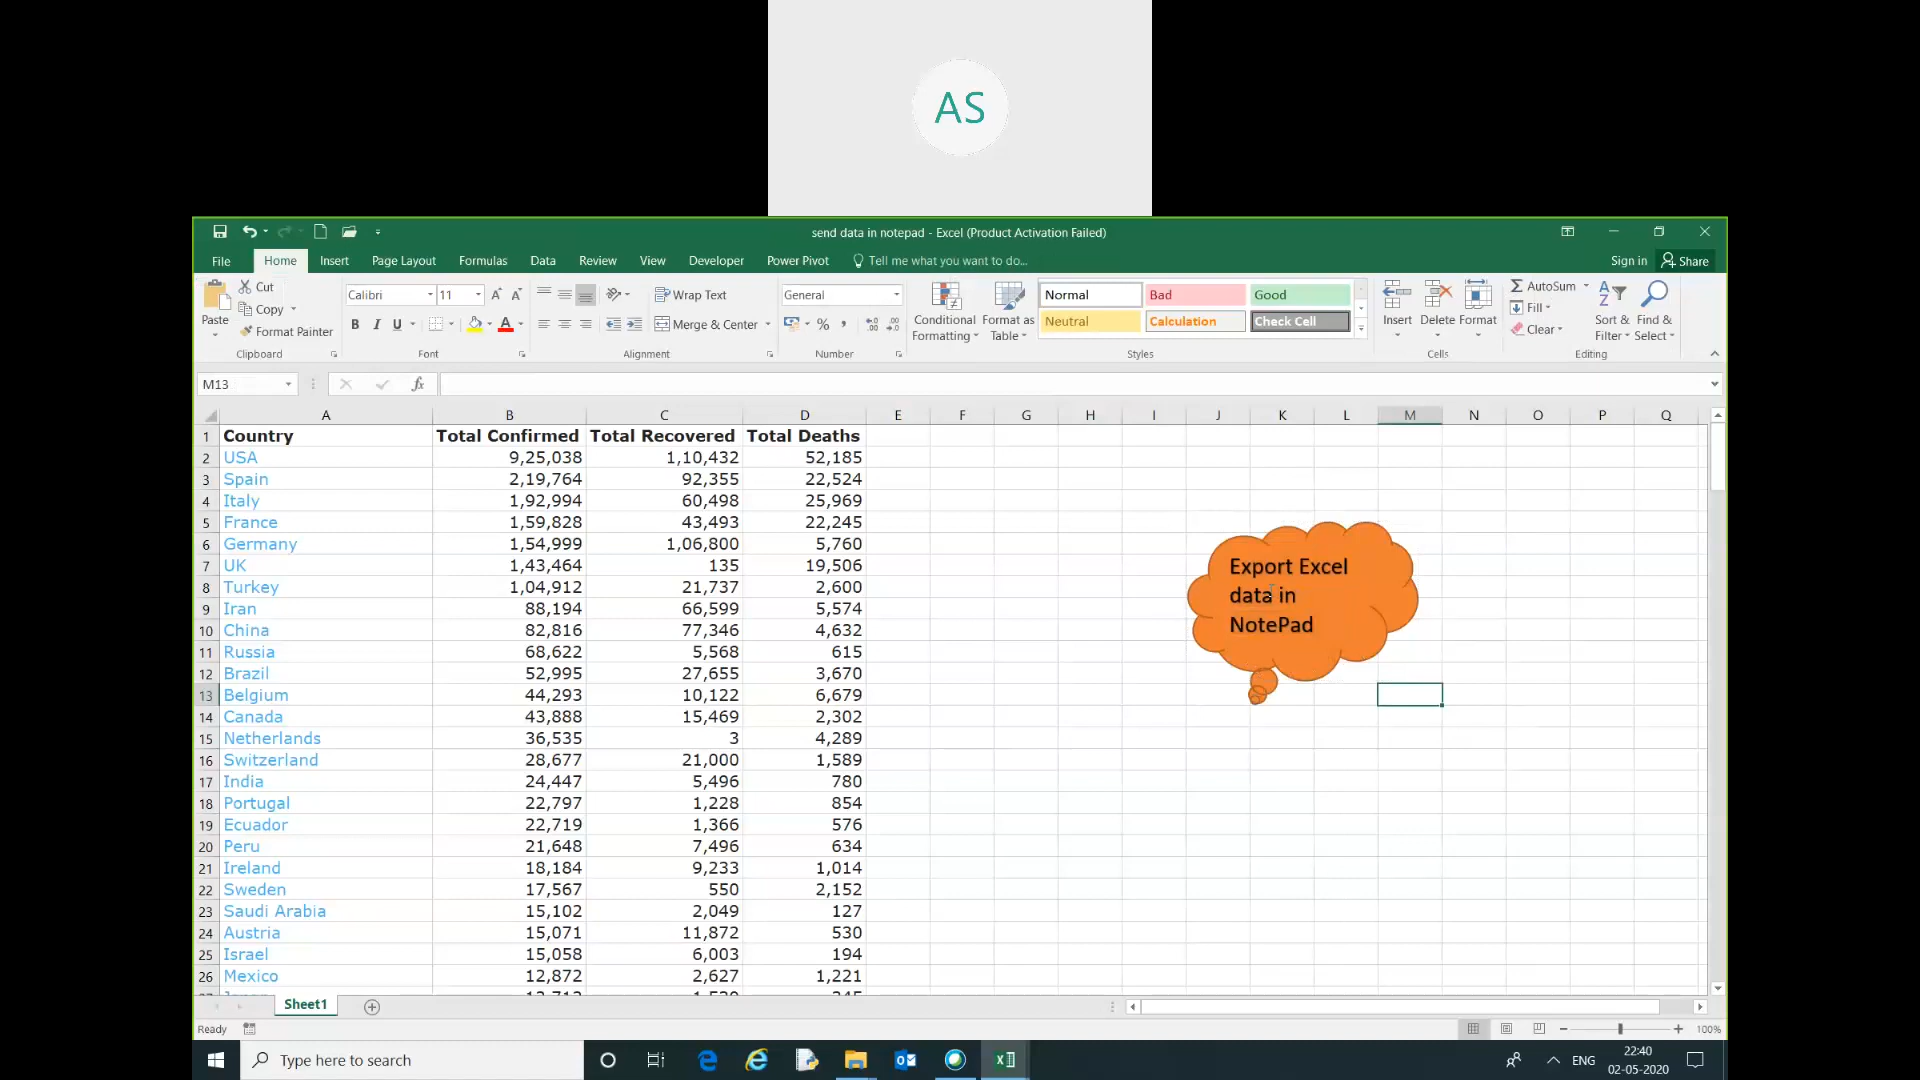 AS
send data in notepad - Excel (Product Activation Failed)
File Home Insert Page Layout Formulas Data Review View Developer Power Pivot Tell me what you want to do... Sign in Share
Paste
Cut
Copy
Format Painter
Clipboard
Calibri 11
B I U
Font
Wrap Text
Merge & Center
Alignment
General
%
Number
Conditional Formatting
Format as Table
Normal Bad Good
Neutral Calculation Check Cell
Styles
Insert Delete Format
Cells
AutoSum
Fill
Clear
Sort & Filter
Find & Select
Editing
M13 fx
A B C D E F G H I J K L M N O P Q
1 Country Total Confirmed Total Recovered Total Deaths
2 USA 9,25,038 1,10,432 52,185
3 Spain 2,19,764 92,355 22,524
4 Italy 1,92,994 60,498 25,969
5 France 1,59,828 43,493 22,245
6 Germany 1,54,999 1,06,800 5,760
7 UK 1,43,464 135 19,506
8 Turkey 1,04,912 21,737 2,600
9 Iran 88,194 66,599 5,574
10 China 82,816 77,346 4,632
11 Russia 68,622 5,568 615
12 Brazil 52,995 27,655 3,670
13 Belgium 44,293 10,122 6,679
14 Canada 43,888 15,469 2,302
15 Netherlands 36,535 3 4,289
16 Switzerland 28,677 21,000 1,589
17 India 24,447 5,496 780
18 Portugal 22,797 1,228 854
19 Ecuador 22,719 1,366 576
20 Peru 21,648 7,496 634
21 Ireland 18,184 9,233 1,014
22 Sweden 17,567 550 2,152
23 Saudi Arabia 15,102 2,049 127
24 Austria 15,071 11,872 530
25 Israel 15,058 6,003 194
26 Mexico 12,872 2,627 1,221
Export Excel
data in
NotePad
Sheet1
Ready 100%
Type here to search
ENG
22:40
02-05-2020